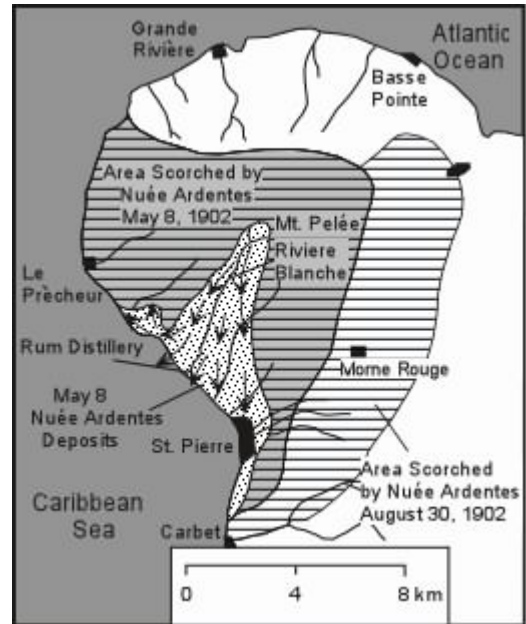 Grande
Rivière
Atlantic
Ocean
Basse
Pointe
Area Scorched by
Nuée Ardentes
May 8, 1902
Mt. Pelée
Riviere
Blanche
Le
Prècheur
Rum Distillery
Morne Rouge
May 8
Nuée Ardentes
Deposits
St. Pierre
Area Scorched
by Nuée Ardentes
August 30, 1902
Caribbean
Sea
Carbet
0 4 8 km